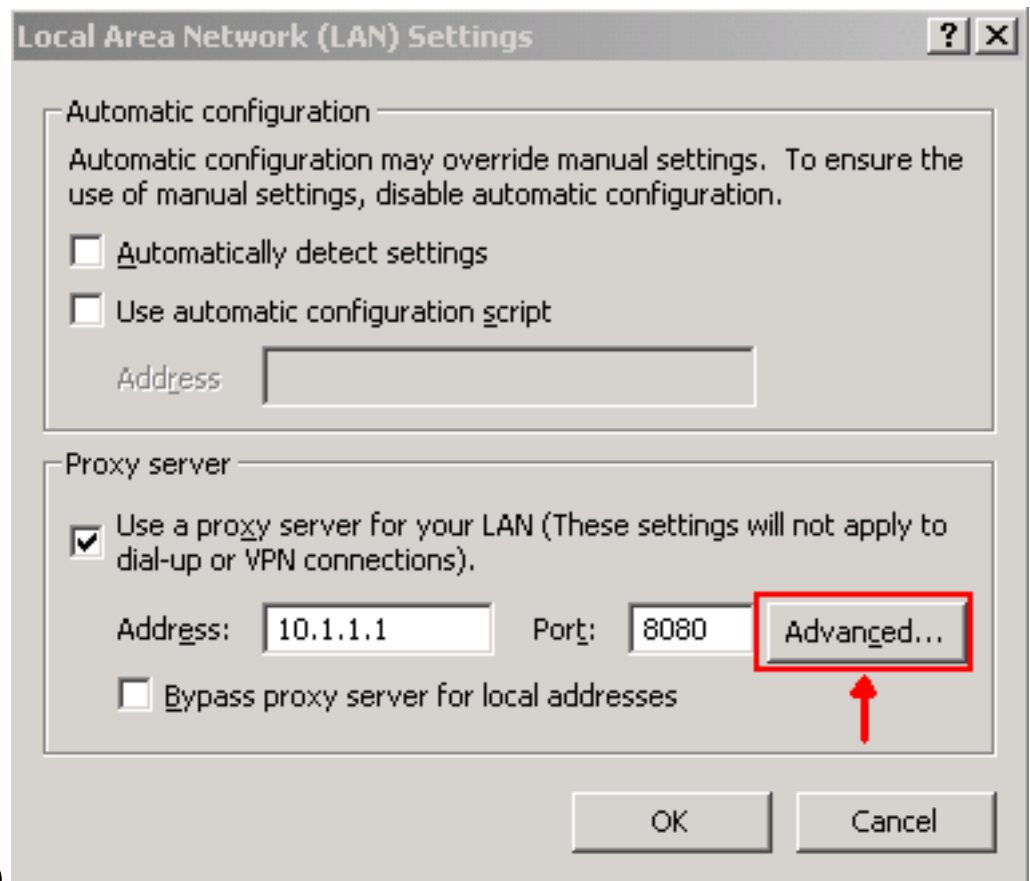 Local Area Network (LAN) Settings
Automatic configuration
Automatic configuration may override manual settings. To ensure the
use of manual settings, disable automatic configuration.
Automatically detect settings
Use automatic configuration script
Address
Proxy server
Use a proxy server for your LAN (These settings will not apply to
dial-up or VPN connections).
Address: 10.1.1.1 Port: 8080 Advanced...
Bypass proxy server for local addresses
OK Cancel